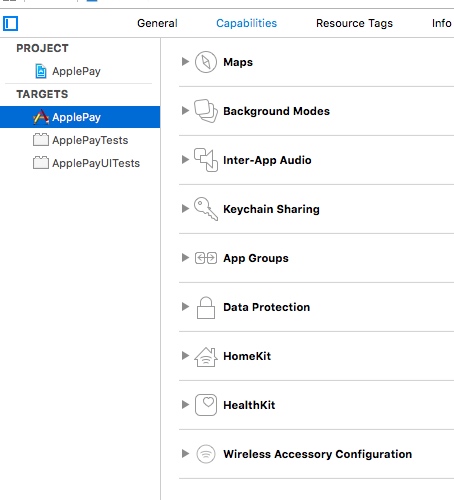 General Capabilities Resource Tags Info
PROJECT
ApplePay
TARGETS
ApplePay
ApplePayTests
ApplePayUITests
Maps
Background Modes
Inter-App Audio
Keychain Sharing
App Groups
Data Protection
HomeKit
HealthKit
Wireless Accessory Configuration